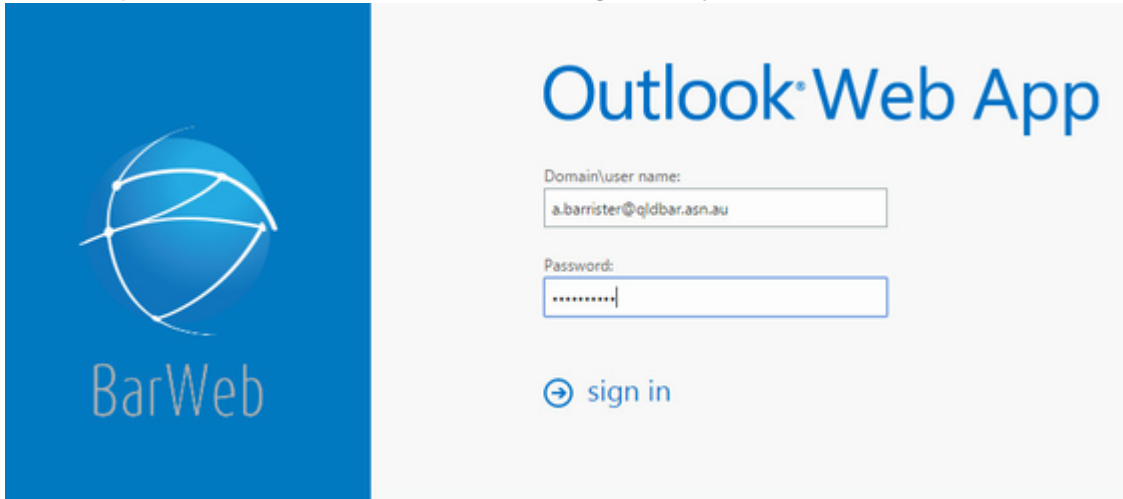 Outlook® Web App
Domain\user name:
a.barrister@qldbar.asn.au
Password:
••••••••••
sign in
BarWeb